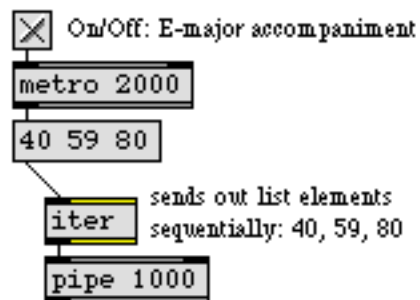 On/Off: E-major accompaniment
metro 2000
40 59 80
iter
sends out list elements
sequentially: 40, 59, 80
pipe 1000